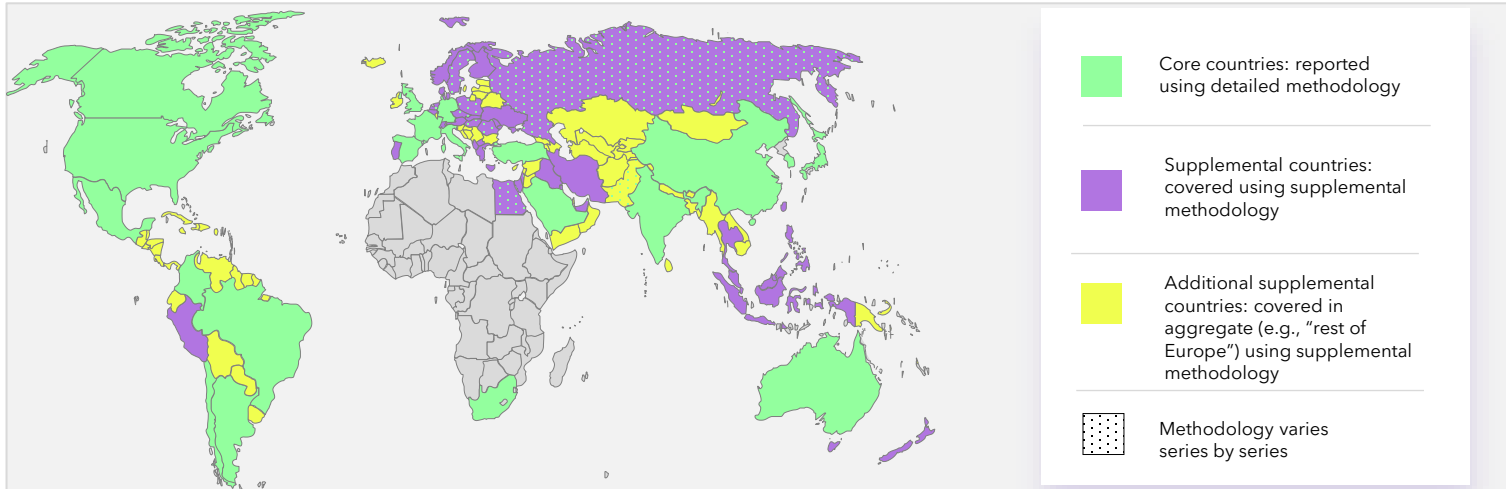 Core countries: reported
using detailed methodology
Supplemental countries:
covered using supplemental
methodology
Additional supplemental
countries: covered in
aggregate (e.g., “rest of
Europe”) using supplemental
methodology
Methodology varies
series by series